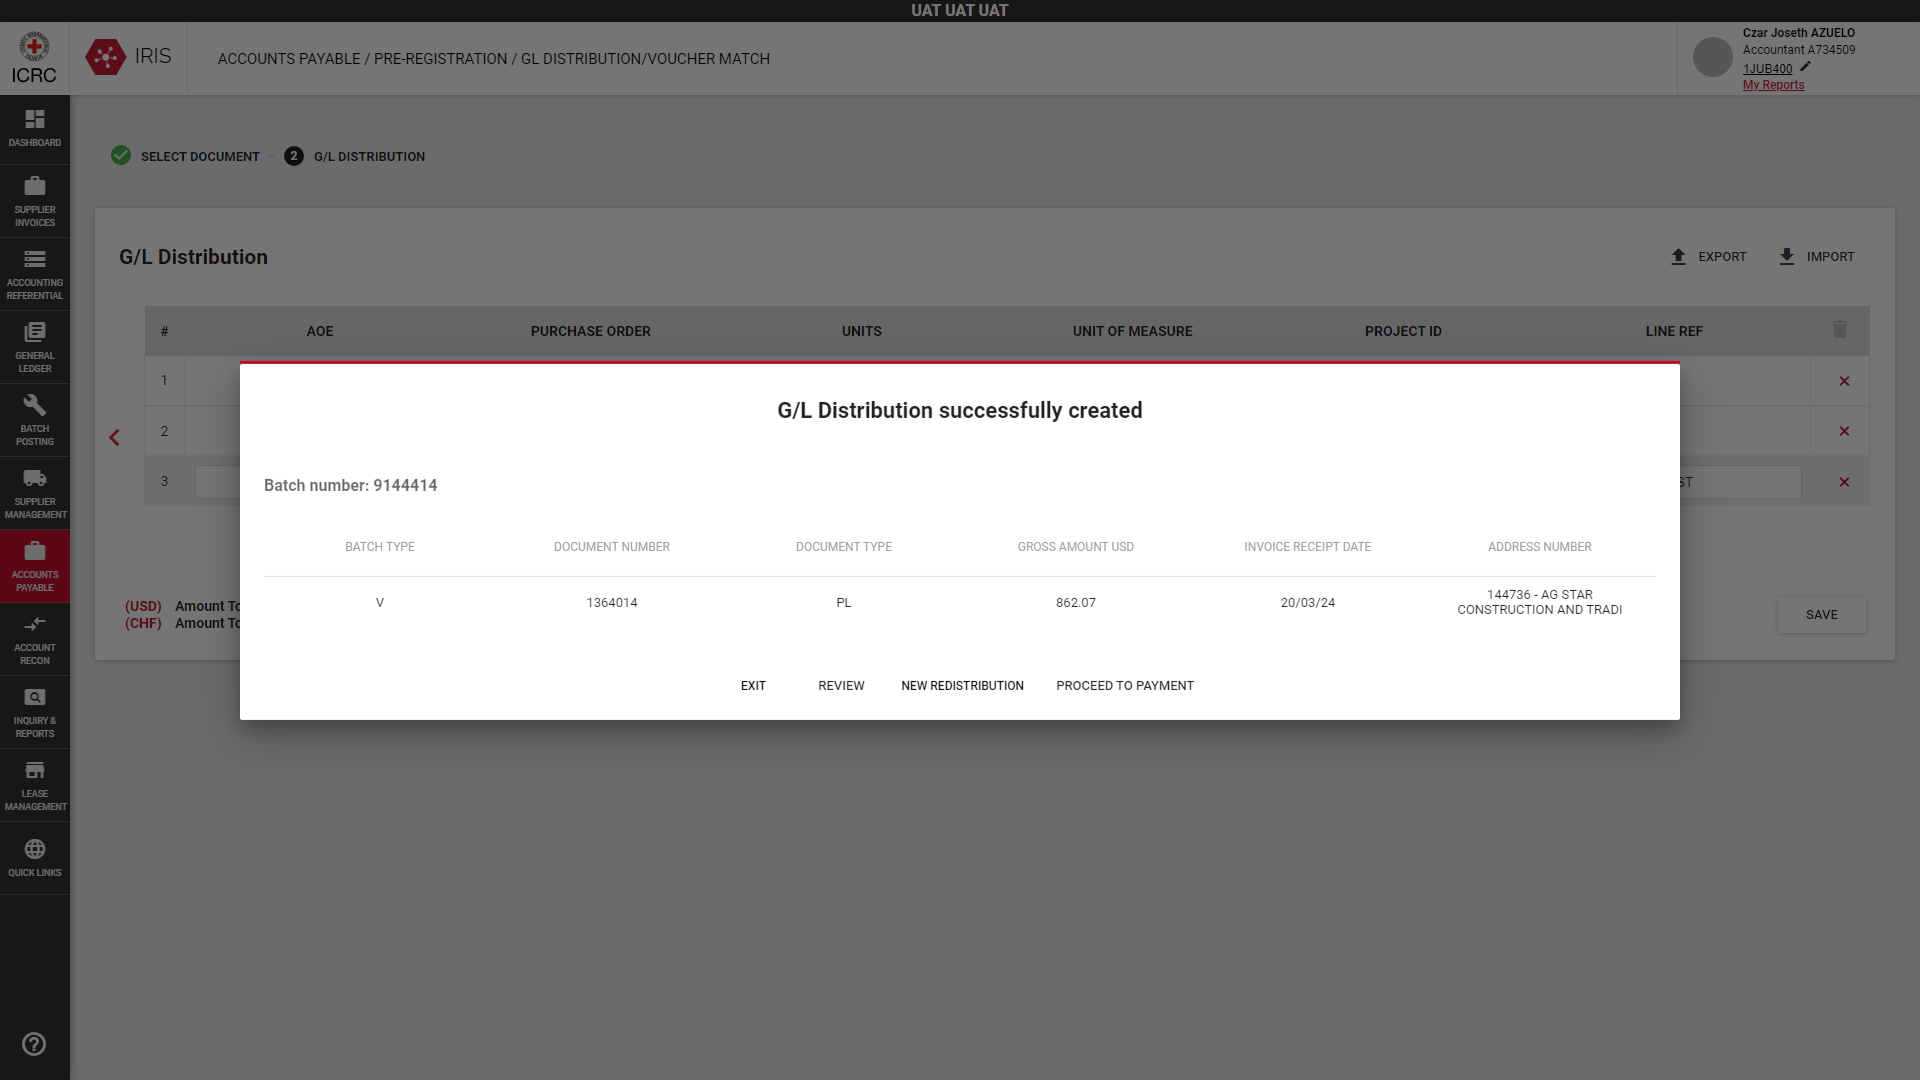 UAT UAT UAT
ICRC
IRIS
ACCOUNTS PAYABLE / PRE-REGISTRATION / GL DISTRIBUTION/VOUCHER MATCH
Czar Joseth AZUELO
Accountant A734509
1JUB400
My Reports
DASHBOARD
SUPPLIER
INVOICES
ACCOUNTING
REFERENTIAL
GENERAL
LEDGER
BATCH
POSTING
SUPPLIER
MANAGEMENT
ACCOUNTS
PAYABLE
ACCOUNT
RECON
INQUIRY &
REPORTS
LEASE
MANAGEMENT
QUICK LINKS
SELECT DOCUMENT
2 G/L DISTRIBUTION
G/L Distribution
EXPORT
IMPORT
# AOE PURCHASE ORDER UNITS UNIT OF MEASURE PROJECT ID LINE REF
1
2
3
ST
(USD) Amount To
(CHF) Amount To
SAVE
G/L Distribution successfully created
Batch number: 9144414
BATCH TYPE DOCUMENT NUMBER DOCUMENT TYPE GROSS AMOUNT USD INVOICE RECEIPT DATE ADDRESS NUMBER
V 1364014 PL 862.07 20/03/24 144736 - AG STAR
CONSTRUCTION AND TRADI
EXIT REVIEW NEW REDISTRIBUTION PROCEED TO PAYMENT